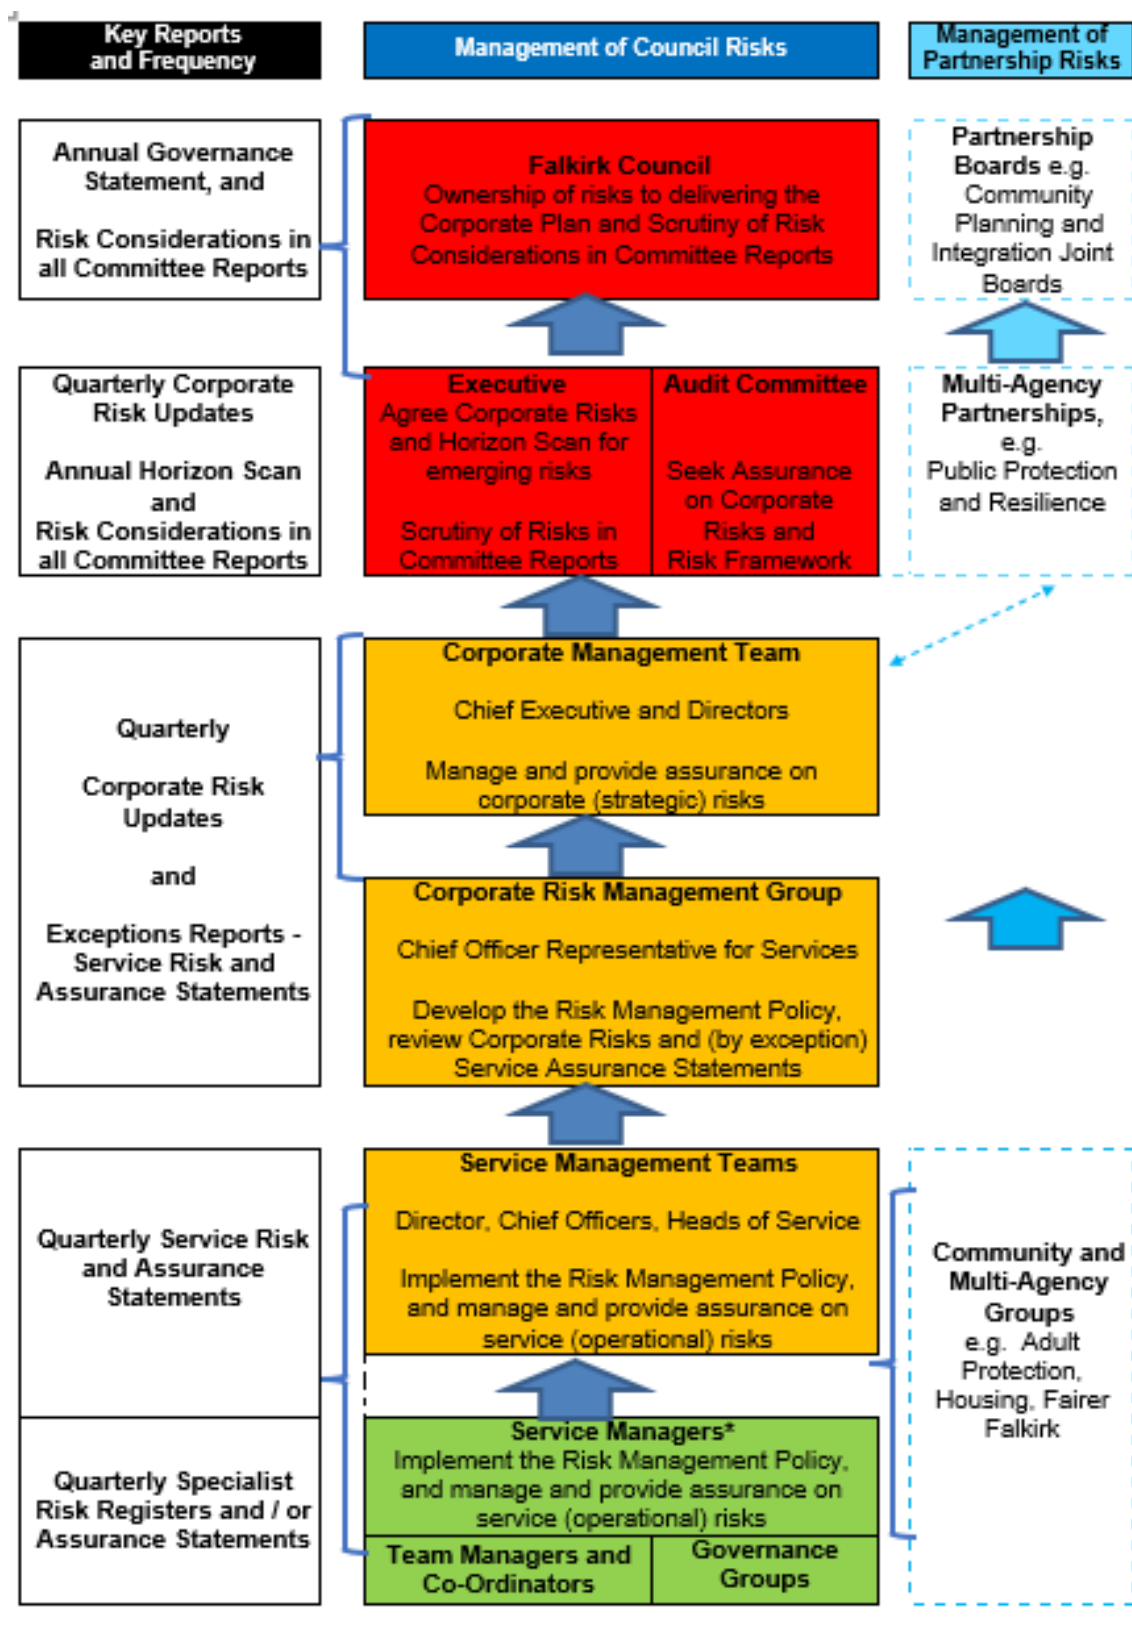 Key Reports
and Frequency
Management of Council Risks
Management of
Partnership Risks
Annual Governance
Statement, and
Risk Considerations in
all Committee Reports
Falkirk Council
Ownership of risks to delivering the
Corporate Plan and Scrutiny of Risk
Considerations in Committee Reports
Partnership
Boards e.g.
Community
Planning and
Integration Joint
Boards
Quarterly Corporate
Risk Updates
Annual Horizon Scan
and
Risk Considerations in
all Committee Reports
Executive
Agree Corporate Risks
and Horizon Scan for
emerging risks
Scrutiny of Risks in
Committee Reports
Audit Committee
Seek Assurance
on Corporate
Risks and
Risk Framework
Multi-Agency
Partnerships,
e.g.
Public Protection
and Resilience
Quarterly
Corporate Risk
Updates
and
Exceptions Reports -
Service Risk and
Assurance Statements
Corporate Management Team
Chief Executive and Directors
Manage and provide assurance on
corporate (strategic) risks
Corporate Risk Management Group
Chief Officer Representative for Services
Develop the Risk Management Policy,
review Corporate Risks and (by exception)
Service Assurance Statements
Quarterly Service Risk
and Assurance
Statements
Service Management Teams
Director, Chief Officers, Heads of Service
Implement the Risk Management Policy,
and manage and provide assurance on
service (operational) risks
Community and
Multi-Agency
Groups
e.g. Adult
Protection,
Housing, Fairer
Falkirk
Quarterly Specialist
Risk Registers and / or
Assurance Statements
Service Managers*
Implement the Risk Management Policy,
and manage and provide assurance on
service (operational) risks
Team Managers and
Co-Ordinators
Governance
Groups